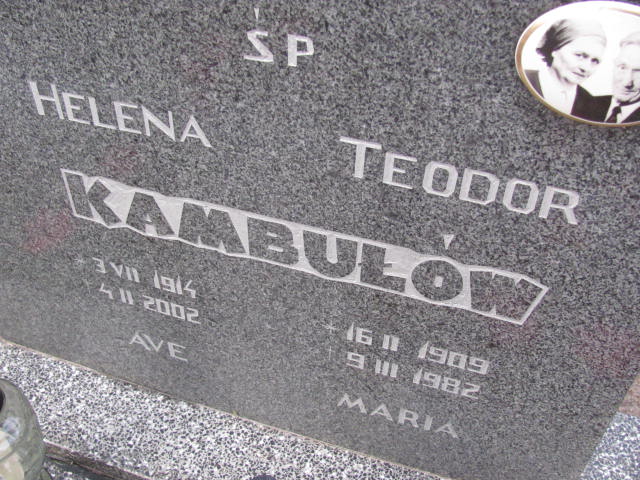 ŚP
HELENA TEODOR
KAMBUŁÓW
* 3 VII 1914 * 16 II 1909
† 4 II 2002 † 9 III 1982
AVE MARIA